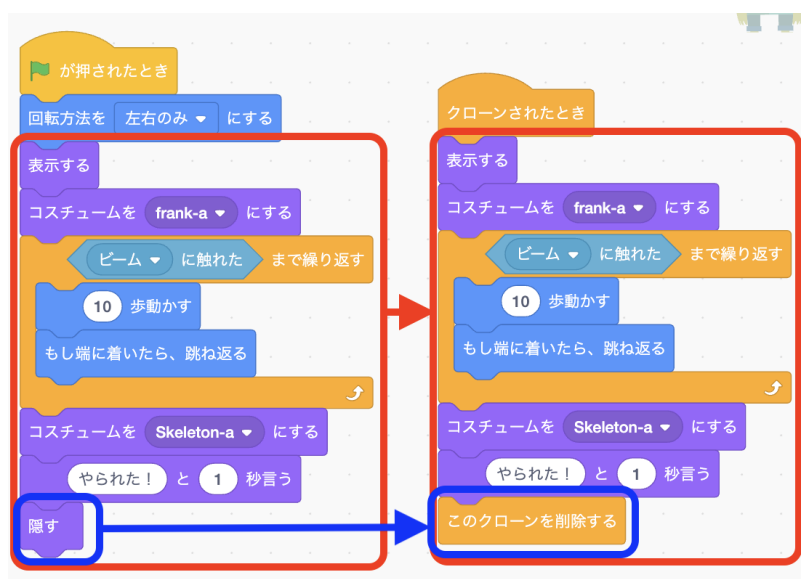 が押されたとき
回転方法を 左右のみ にする
表示する
コスチュームを frank-a にする
ビーム に触れた まで繰り返す
10 歩動かす
もし端に着いたら、跳ね返る
コスチュームを Skeleton-a にする
やられた！ と 1 秒言う
隠す
クローンされたとき
表示する
コスチュームを frank-a にする
ビーム に触れた まで繰り返す
10 歩動かす
もし端に着いたら、跳ね返る
コスチュームを Skeleton-a にする
やられた！ と 1 秒言う
このクローンを削除する